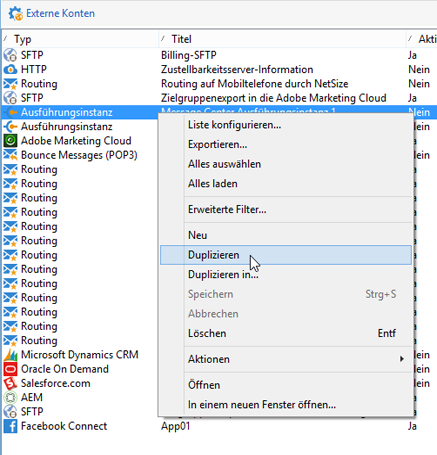 Externe Konten
Typ Titel Akti
SFTP Billing-SFTP Ja
HTTP Zustellbarkeitsserver-Information Nein
Routing Routing auf Mobiltelefone durch NetSize Nein
SFTP Zielgruppenexport in die Adobe Marketing Cloud Ja
Ausführungsinstanz Message Center Ausführungsinstanz 1 Nein
Ausführungsinstanz
Adobe Marketing Cloud
Bounce Messages (POP3)
Routing
Routing
Routing
Routing
Routing
Routing
Routing
Routing
Routing
Routing
Routing
Routing
Routing
Microsoft Dynamics CRM
Oracle On Demand
Salesforce.com
AEM
SFTP
Facebook Connect App01 Ja
Liste konfigurieren...
Exportieren...
Alles auswählen
Alles laden
Erweiterte Filter...
Neu
Duplizieren
Duplizieren in...
Speichern Strg+S
Abbrechen
Löschen Entf
Aktionen
Öffnen
In einem neuen Fenster öffnen...